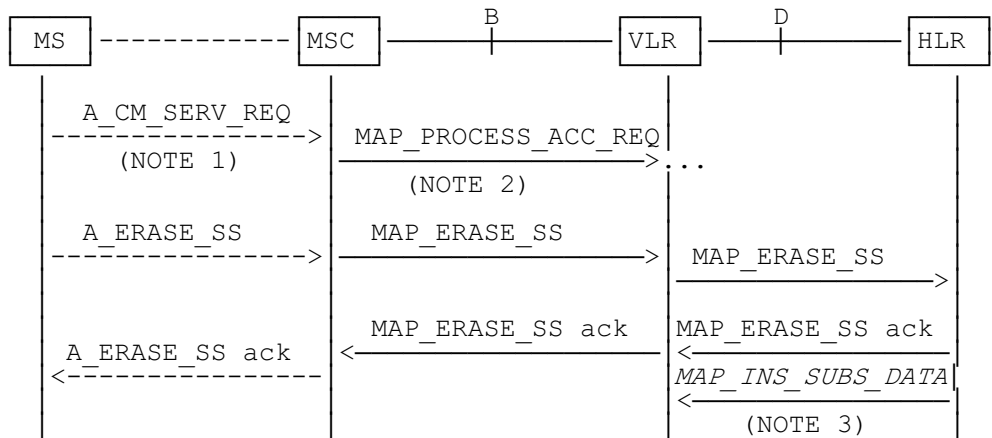 B D
MS MSC VLR HLR
A_CM_SERV_REQ
MAP_PROCESS_ACC_REQ
(NOTE 1) ...
(NOTE 2)
A_ERASE_SS MAP_ERASE_SS
MAP_ERASE_SS
MAP_ERASE_SS ack MAP_ERASE_SS ack
A_ERASE_SS ack
MAP_INS_SUBS_DATA
(NOTE 3)